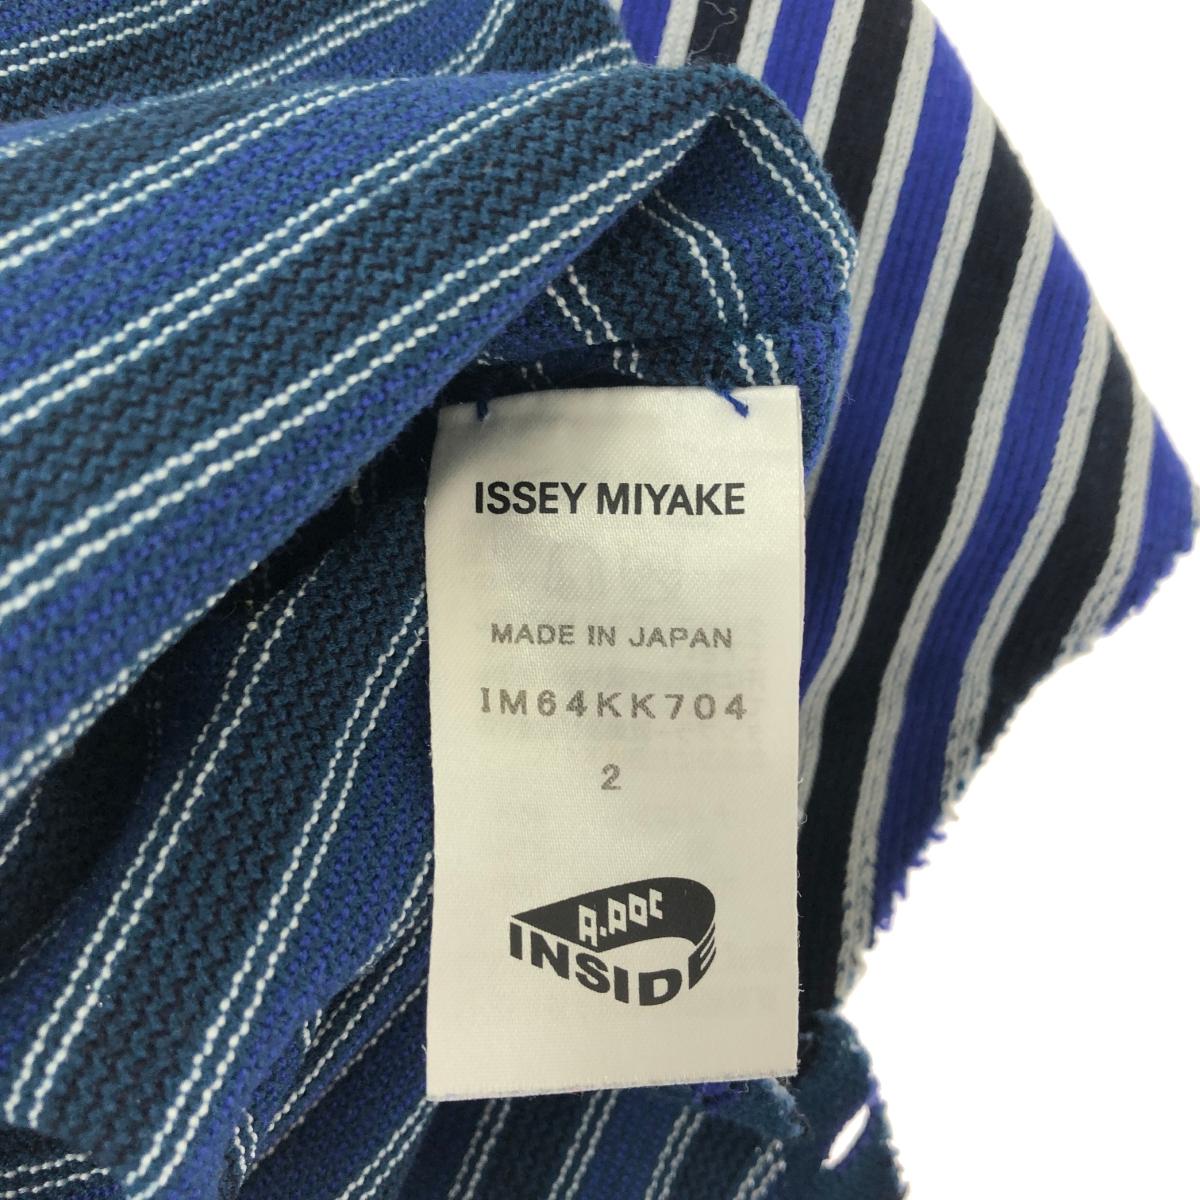 ISSEY MIYAKE
MADE IN JAPAN
IM64KK704
2
A.POC
INSIDE